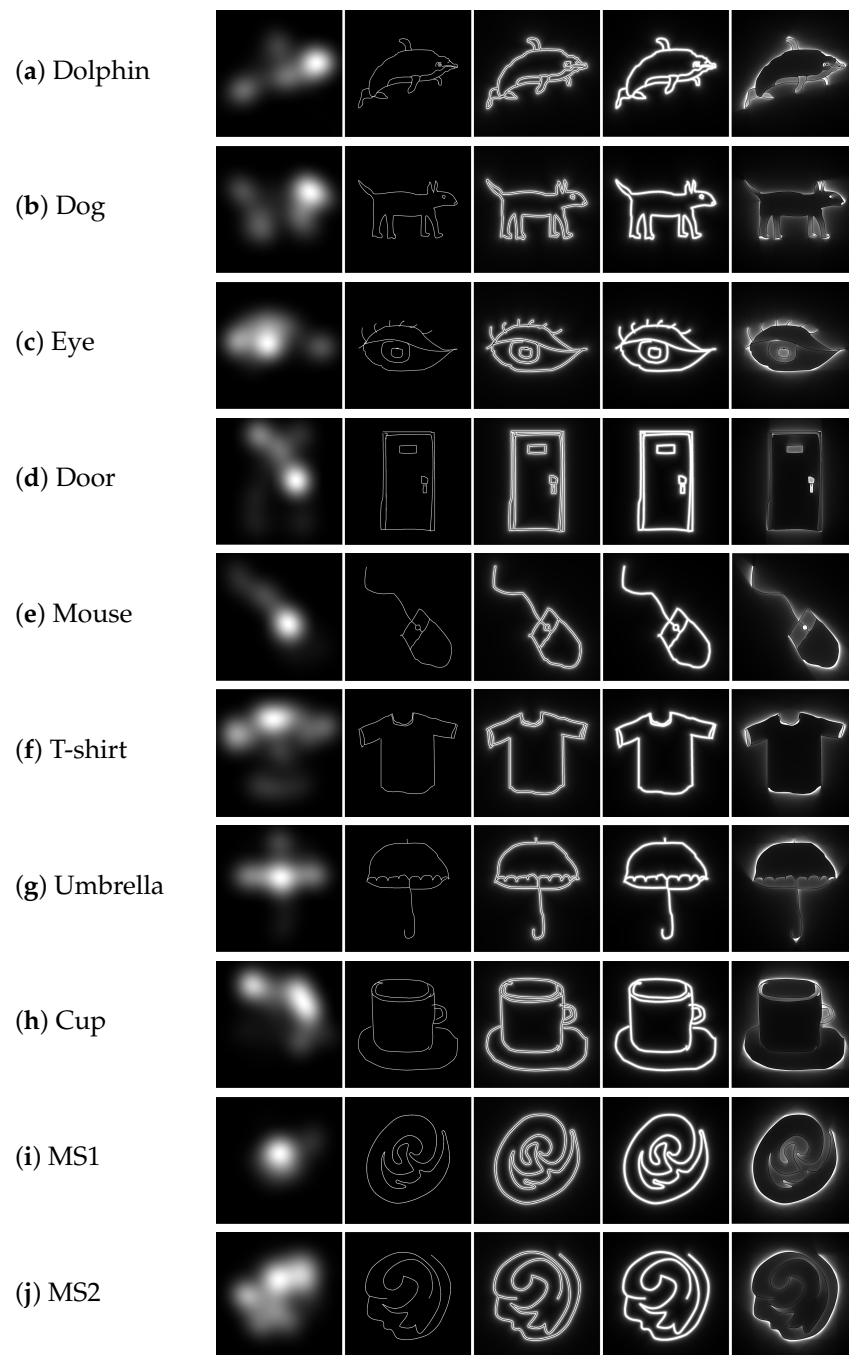 (a) Dolphin
(b) Dog
(c) Eye
(d) Door
(e) Mouse
(f) T-shirt
(g) Umbrella
(h) Cup
(i) MS1
(j) MS2